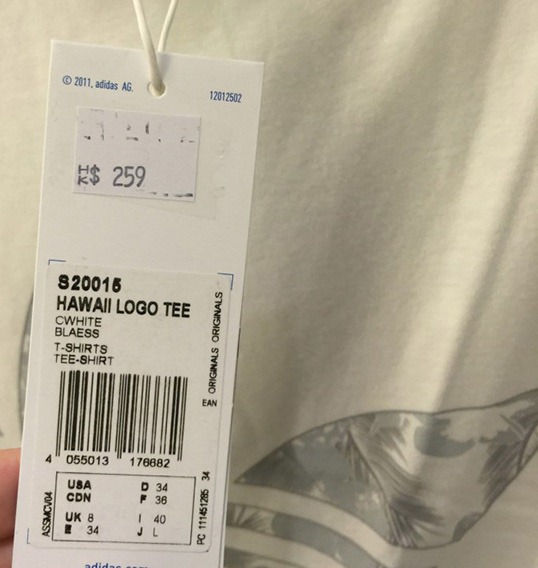 © 2011, adidas AG.
12012502
HK$ 259
S20015
HAWAII LOGO TEE
CWHITE
BLAESS
T-SHIRTS
TEE-SHIRT
ORIGINALS ORIGINALS
EAN
4 055013 176682
USA D 34
CDN F 36
UK 8 I 40
E 34 J L
ASSMCV04
PC 111451285 34